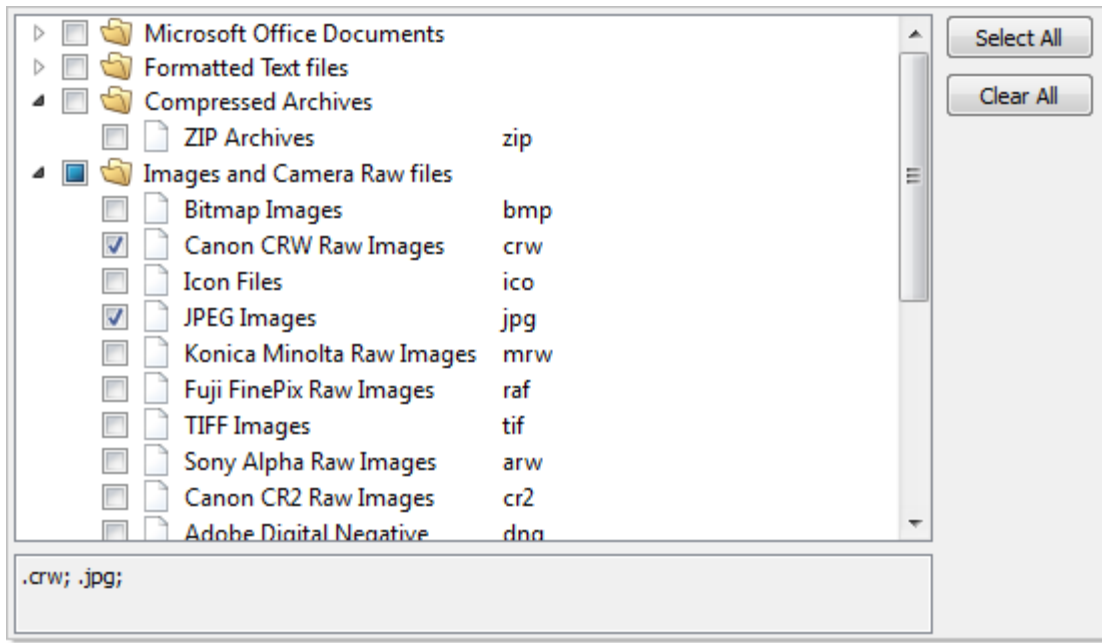 Microsoft Office Documents
Formatted Text files
Compressed Archives
ZIP Archives zip
Images and Camera Raw files
Bitmap Images bmp
Canon CRW Raw Images crw
Icon Files ico
JPEG Images jpg
Konica Minolta Raw Images mrw
Fuji FinePix Raw Images raf
TIFF Images tif
Sony Alpha Raw Images arw
Canon CR2 Raw Images cr2
Adobe Digital Negative dng
.crw; .jpg;
Select All
Clear All